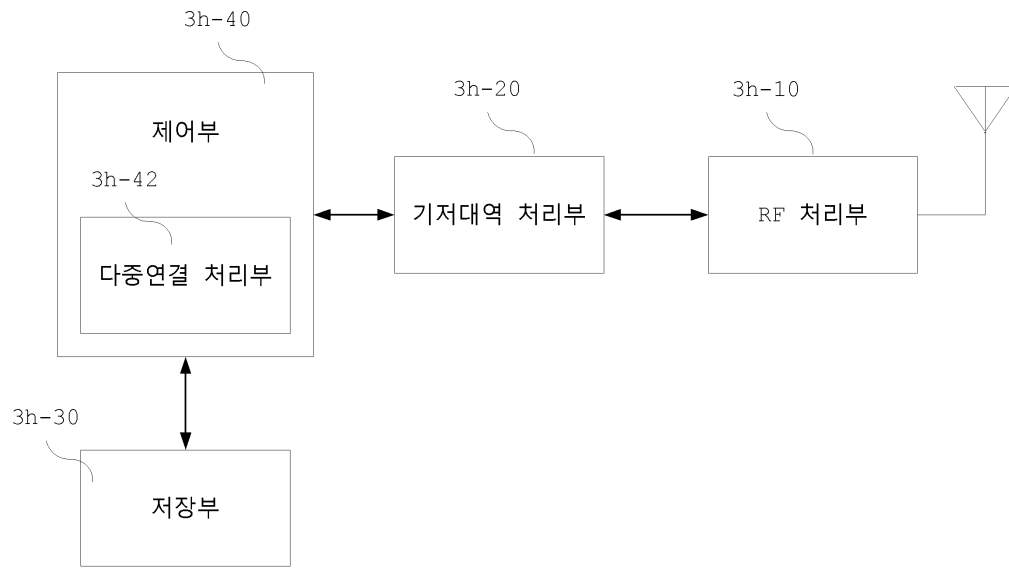 3h-40
3h-20
3h-10
제어부
3h-42
기저대역 처리부
RF 처리부
다중연결 처리부
3h-30
저장부